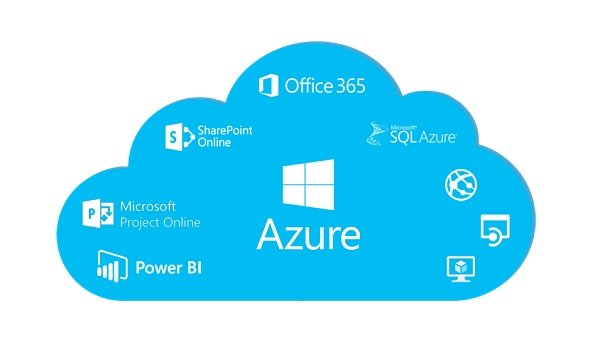 Office 365
SharePoint
Online
Microsoft
SQL Azure
Microsoft
Project Online
Azure
Power BI